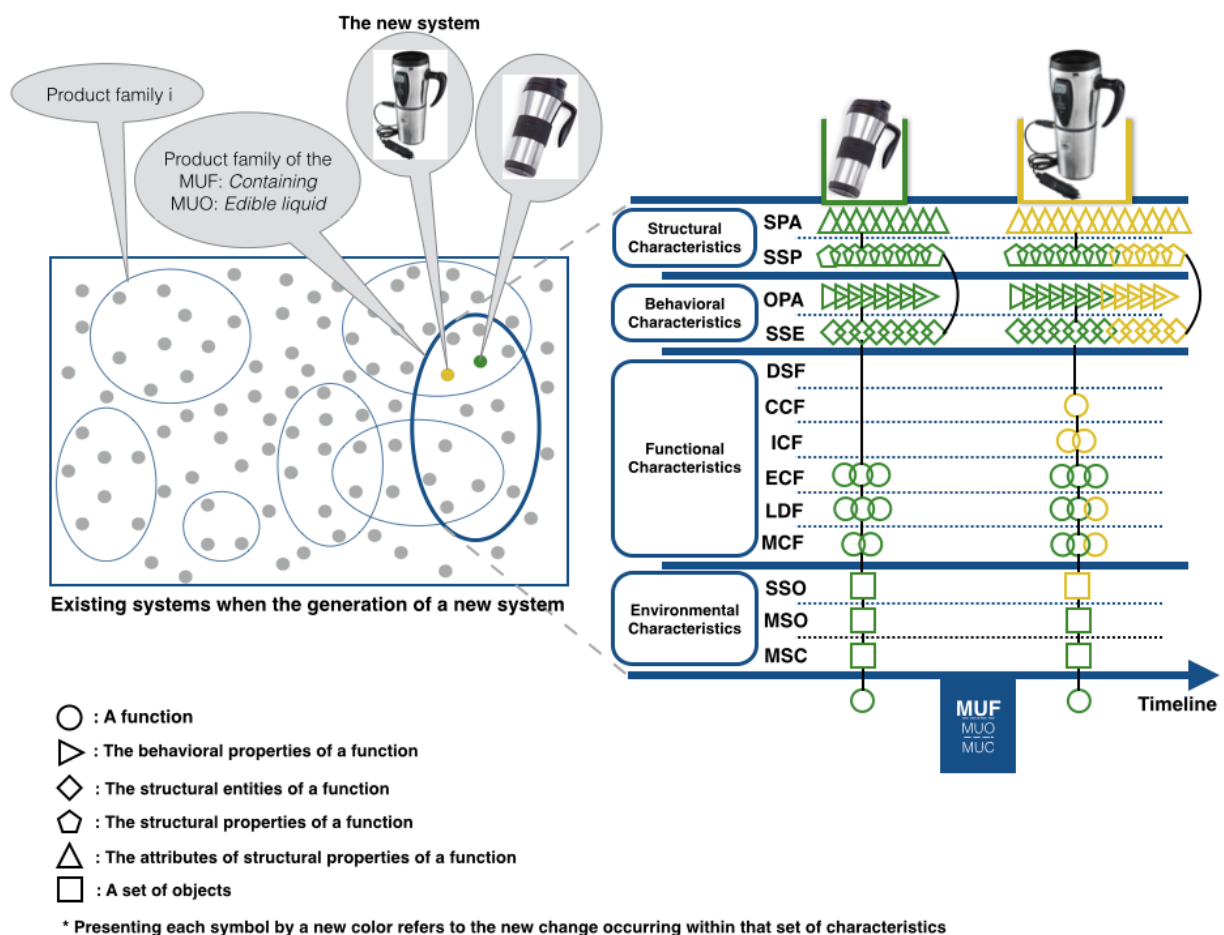 The new system
Product family i
Product family of the
MUF: Containing
MUO: Edible liquid
Existing systems when the generation of a new system
Structural
Characteristics
SPA
SSP
Behavioral
Characteristics
OPA
SSE
Functional
Characteristics
DSF
CCF
ICF
ECF
LDF
MCF
Environmental
Characteristics
SSO
MSO
MSC
MUF
MUO
MUC
Timeline
: A function
: The behavioral properties of a function
: The structural entities of a function
: The structural properties of a function
: The attributes of structural properties of a function
: A set of objects
* Presenting each symbol by a new color refers to the new change occurring within that set of characteristics